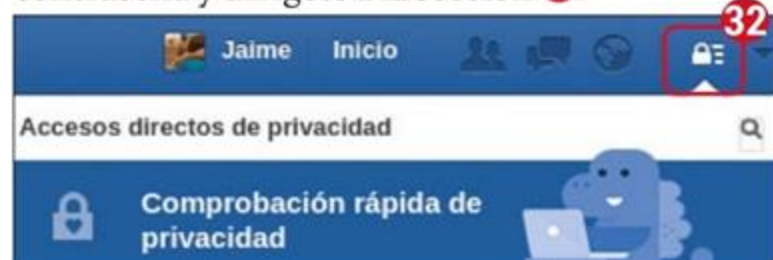 32
Jaime Inicio
Accesos directos de privacidad
Comprobación rápida de
privacidad